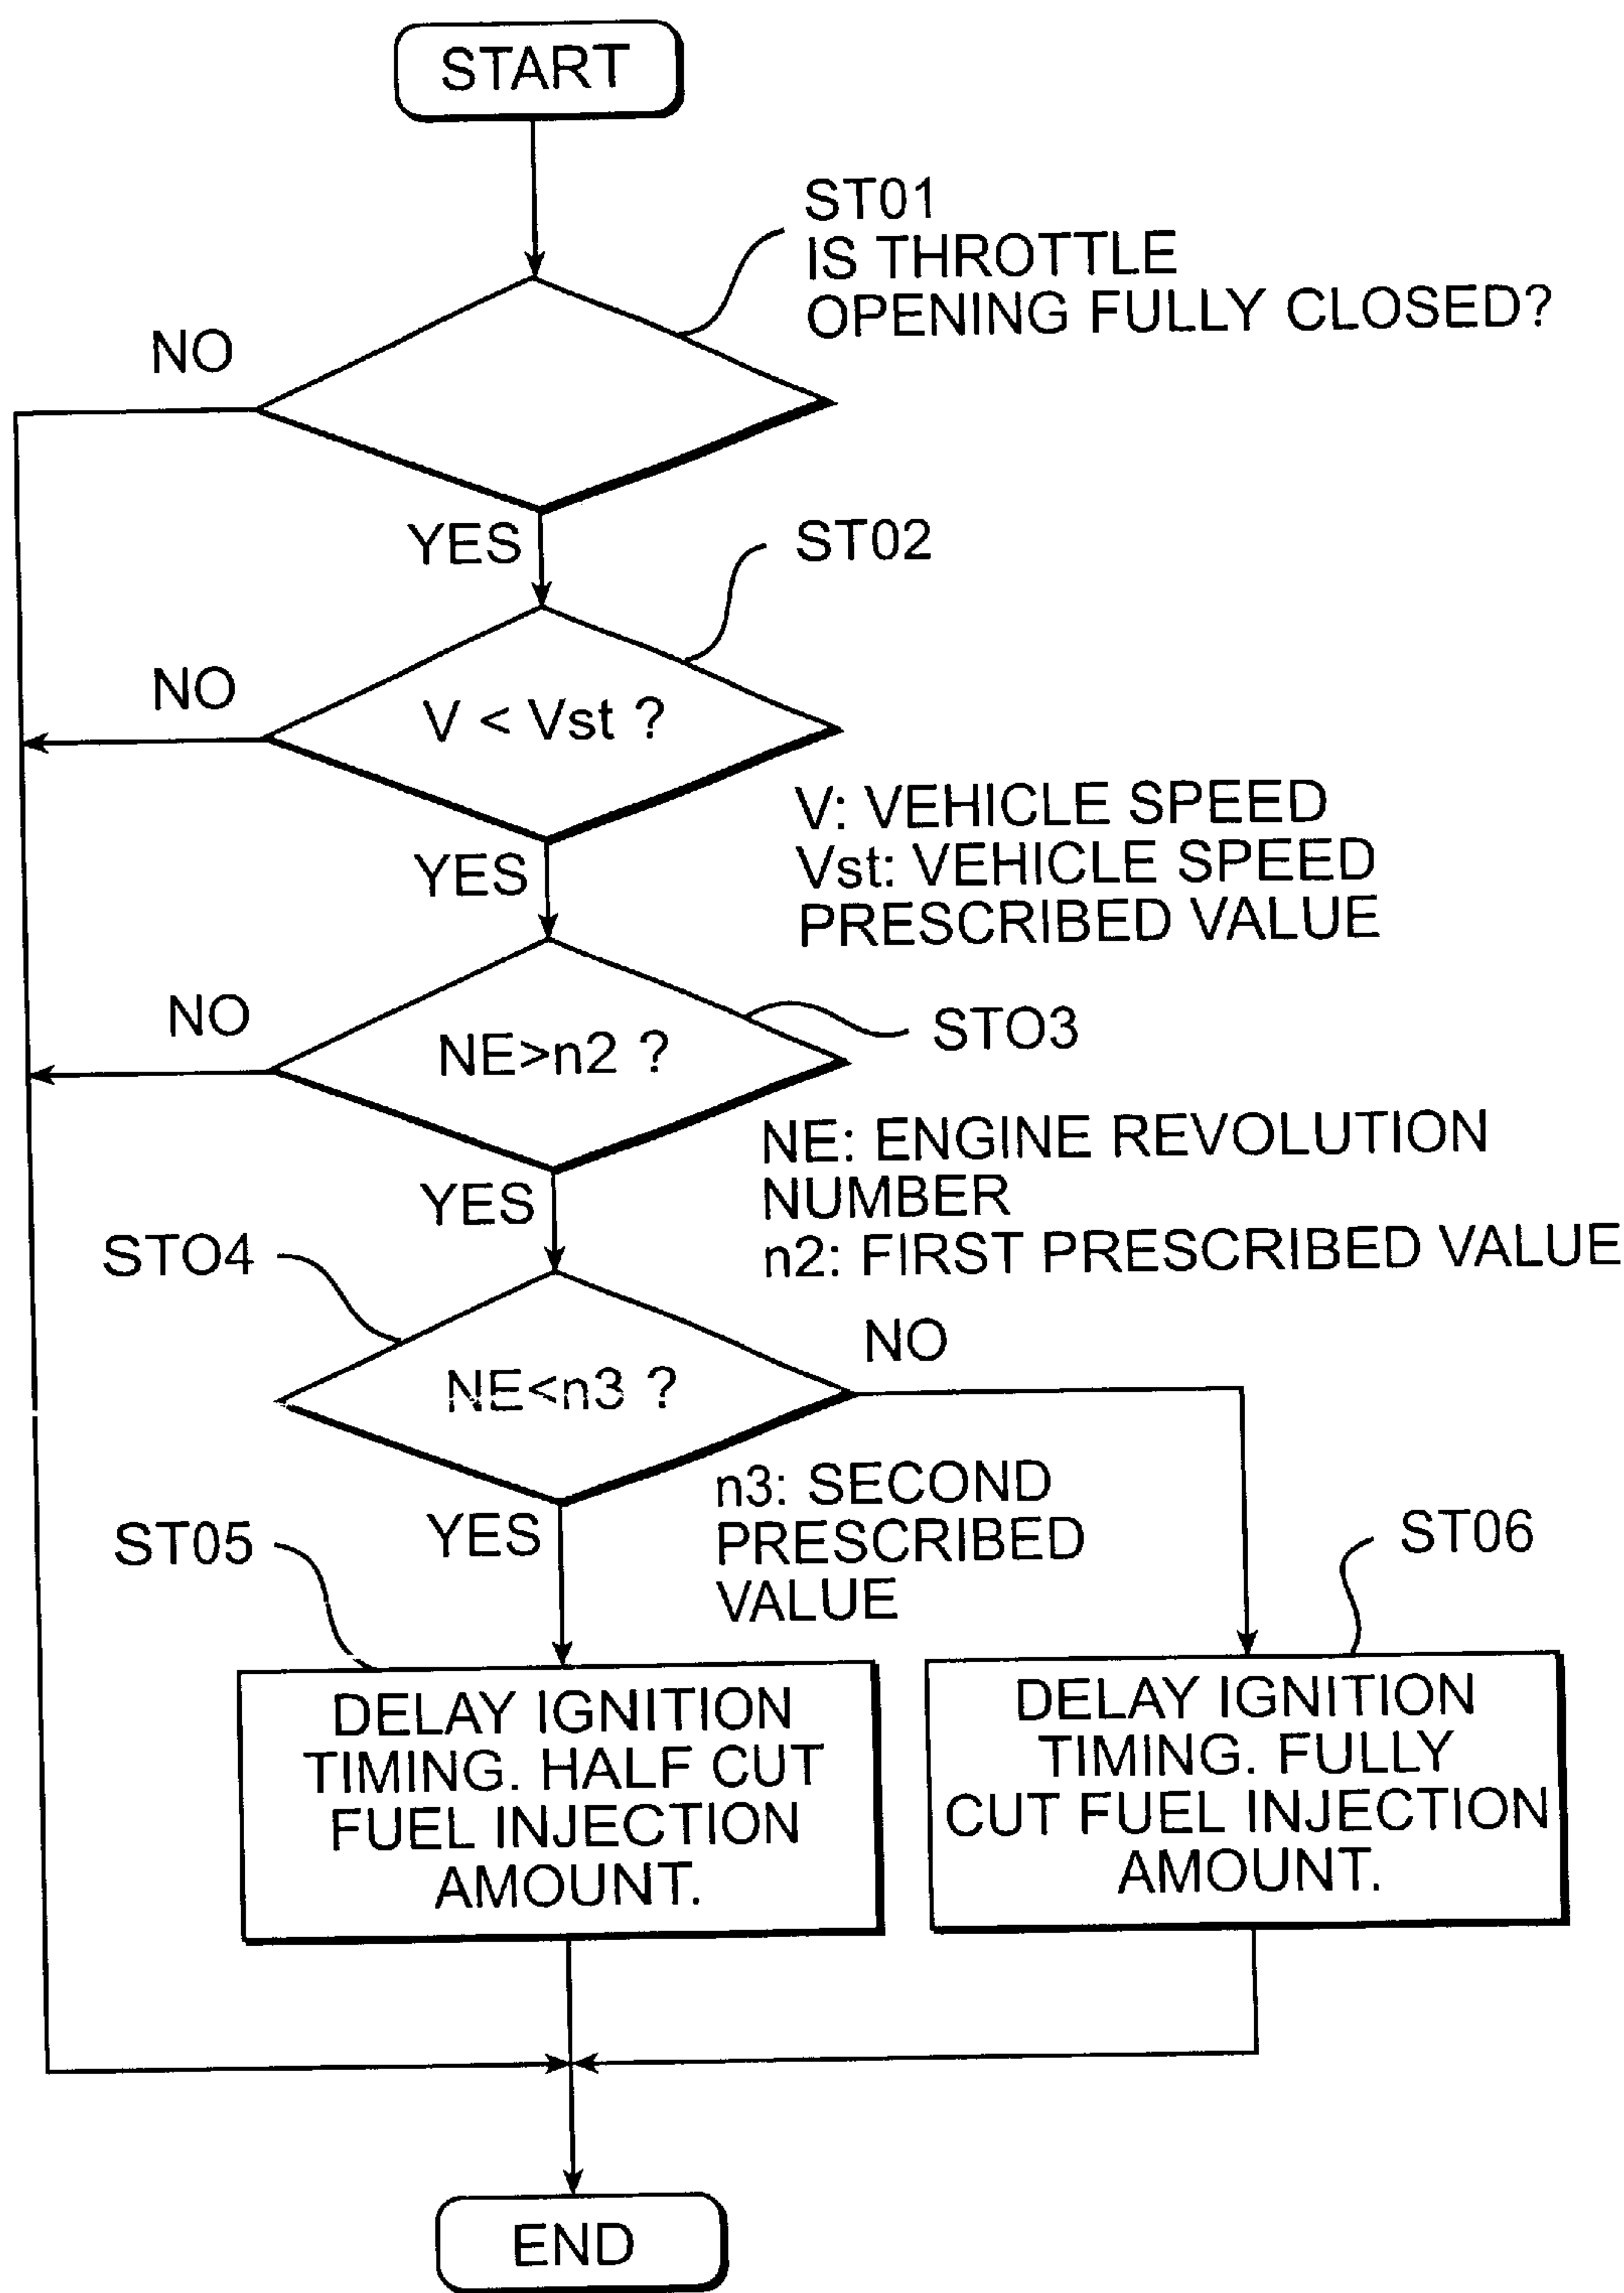 START
ST01
IS THROTTLE
OPENING FULLY CLOSED?
NO
YES
ST02
NO
V < Vst ?
V: VEHICLE SPEED
Vst: VEHICLE SPEED
PRESCRIBED VALUE
YES
NO
STO3
NE>n2 ?
NE: ENGINE REVOLUTION
NUMBER
n2: FIRST PRESCRIBED VALUE
YES
STO4
NO
NE<n3 ?
n3: SECOND
PRESCRIBED
VALUE
YES
ST05
ST06
DELAY IGNITION
TIMING. HALF CUT
FUEL INJECTION
AMOUNT.
DELAY IGNITION
TIMING. FULLY
CUT FUEL INJECTION
AMOUNT.
END